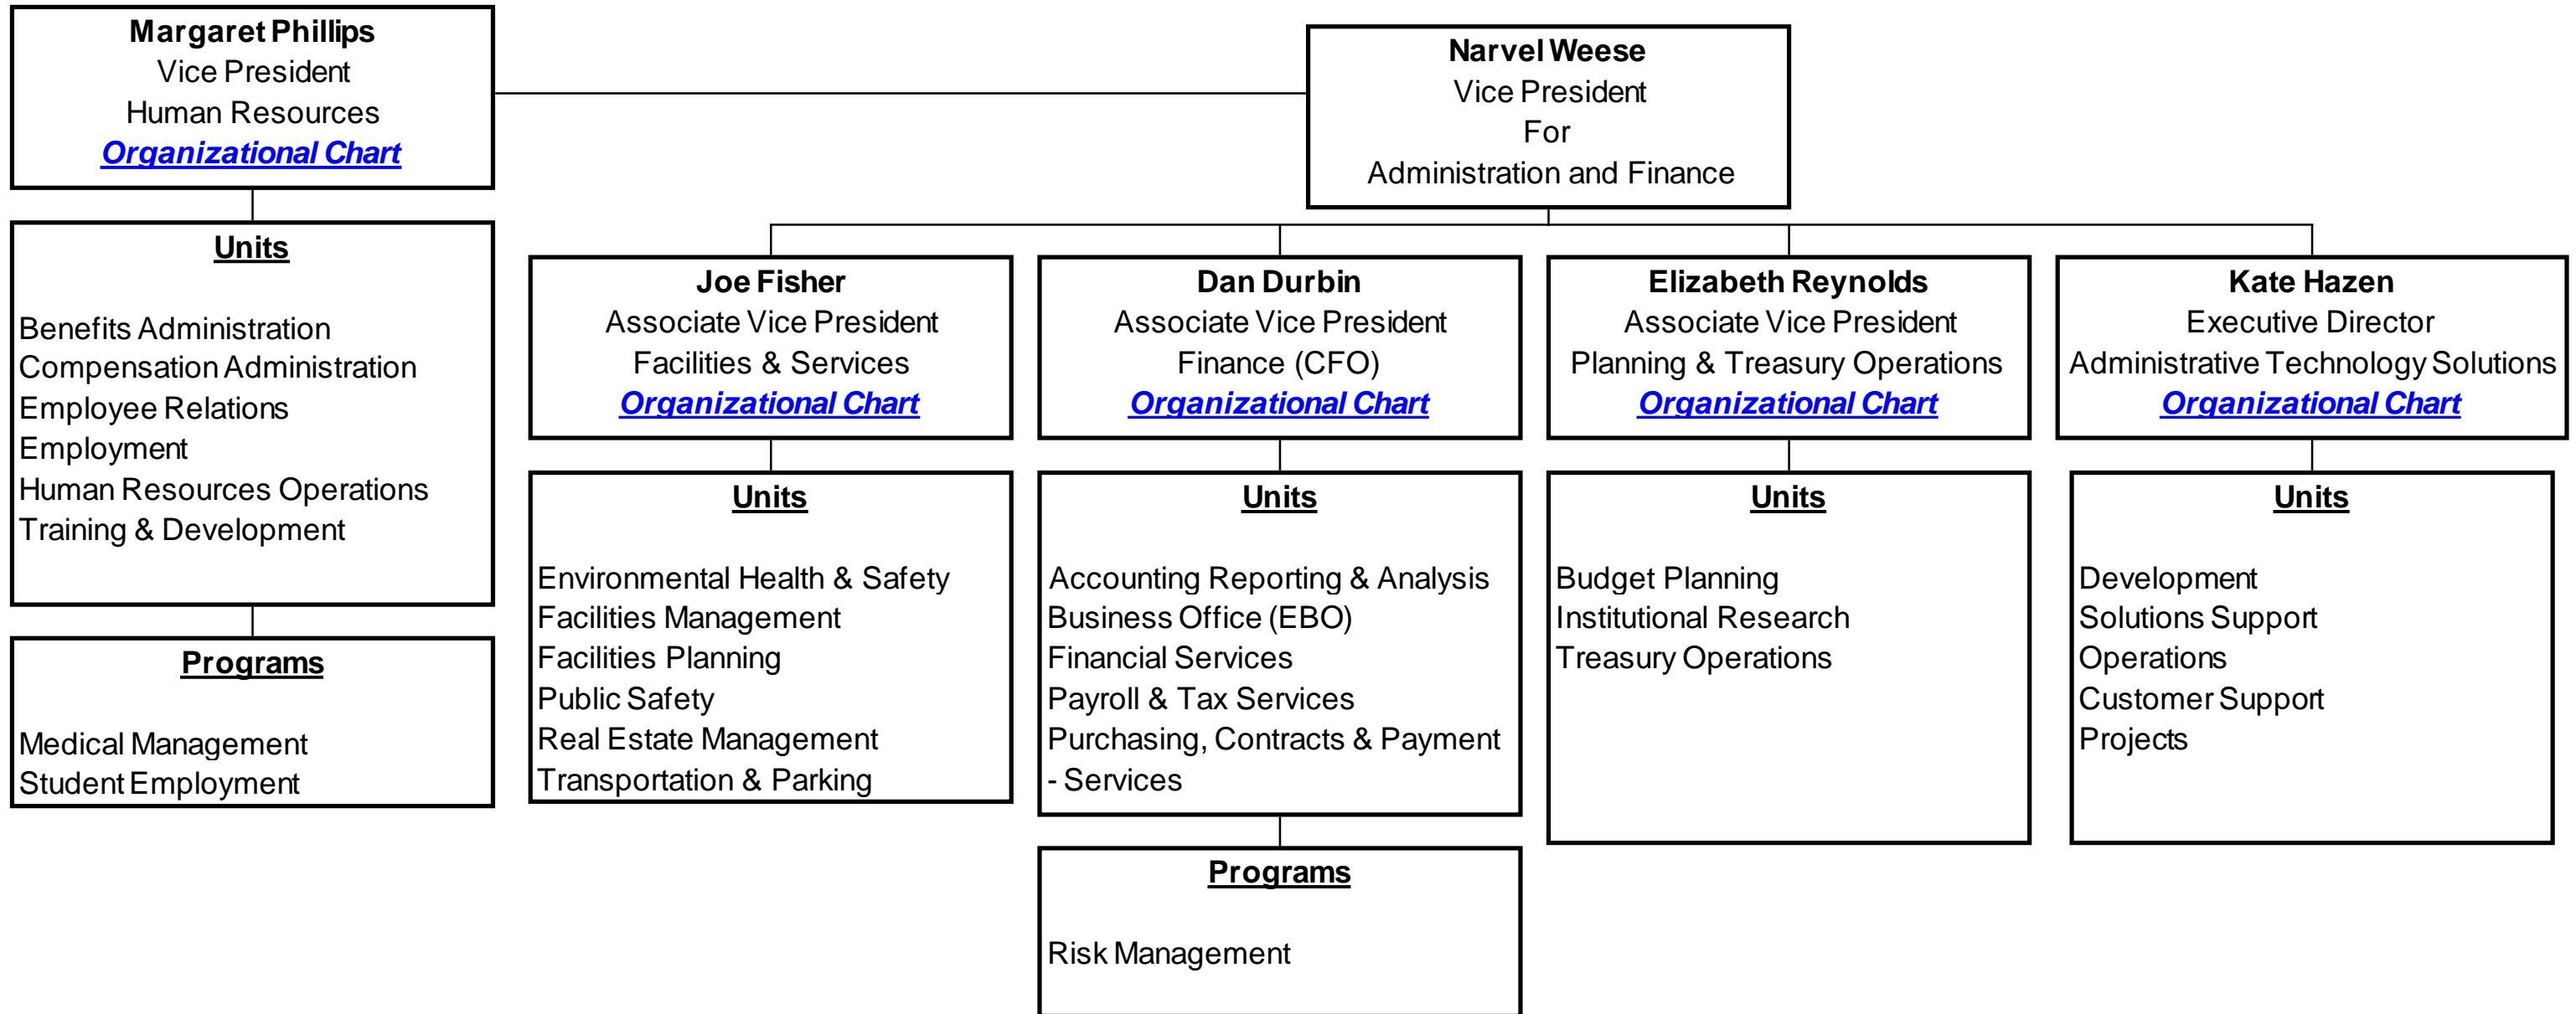 Margaret Phillips
Vice President
Human Resources
Organizational Chart
Narvel Weese
Vice President
For
Administration and Finance
Units
Benefits Administration
Compensation Administration
Employee Relations
Employment
Human Resources Operations
Training & Development
Programs
Medical Management
Student Employment
Joe Fisher
Associate Vice President
Facilities & Services
Organizational Chart
Units
Environmental Health & Safety
Facilities Management
Facilities Planning
Public Safety
Real Estate Management
Transportation & Parking
Dan Durbin
Associate Vice President
Finance (CFO)
Organizational Chart
Units
Accounting Reporting & Analysis
Business Office (EBO)
Financial Services
Payroll & Tax Services
Purchasing, Contracts & Payment
- Services
Programs
Risk Management
Elizabeth Reynolds
Associate Vice President
Planning & Treasury Operations
Organizational Chart
Units
Budget Planning
Institutional Research
Treasury Operations
Kate Hazen
Executive Director
Administrative Technology Solutions
Organizational Chart
Units
Development
Solutions Support
Operations
Customer Support
Projects